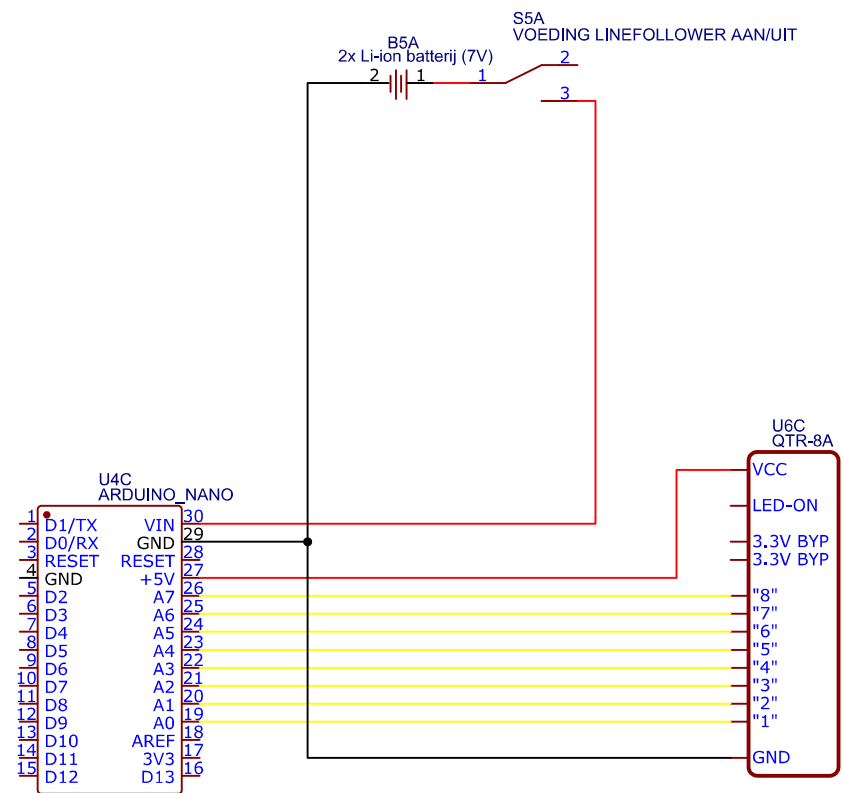 S5A
VOEDING LINEFOLLOWER AAN/UIT
B5A
2x Li-ion batterij (7V)
2 1 1 2
3
U6C
QTR-8A
VCC
LED-ON
3.3V BYP
3.3V BYP
"8"
"7"
"6"
"5"
"4"
"3"
"2"
"1"
GND
U4C
ARDUINO_NANO
1 D1/TX VIN 30
2 D0/RX GND 29
3 RESET RESET 28
4 GND +5V 27
5 D2 A7 26
6 D3 A6 25
7 D4 A5 24
8 D5 A4 23
9 D6 A3 22
10 D7 A2 21
11 D8 A1 20
12 D9 A0 19
13 D10 AREF 18
14 D11 3V3 17
15 D12 D13 16